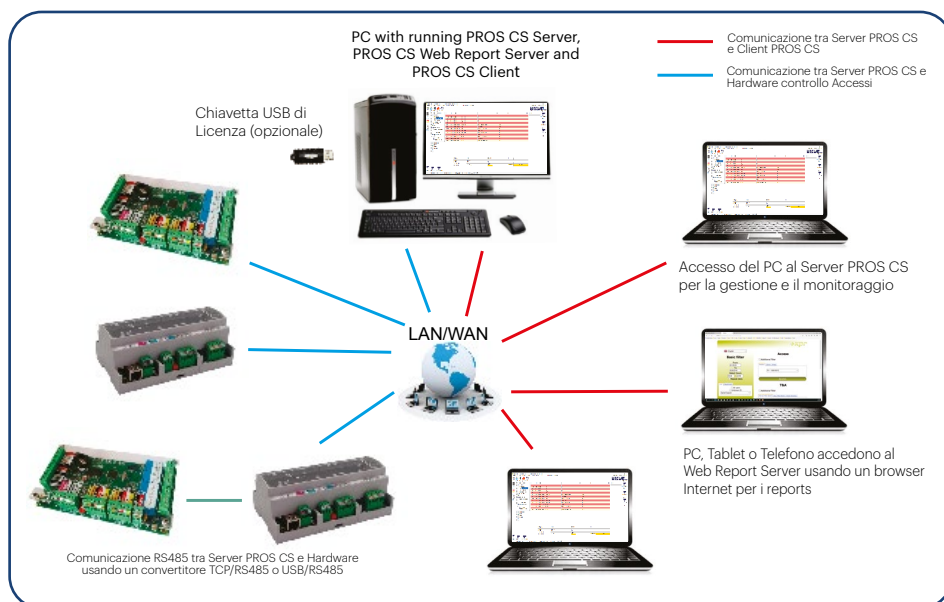 PC with running PROS CS Server,
PROS CS Web Report Server and
PROS CS Client
Comunicazione tra Server PROS CS
e Client PROS CS
Comunicazione tra Server PROS CS e
Hardware controllo Accessi
Chiavetta USB di
Licenza (opzionale)
Accesso del PC al Server PROS CS
per la gestione e il monitoraggio
LAN/WAN
PC, Tablet o Telefono accedono al
Web Report Server usando un browser
Internet per i reports
Comunicazione RS485 tra Server PROS CS e Hardware
usando un convertitore TCP/RS485 o USB/RS485